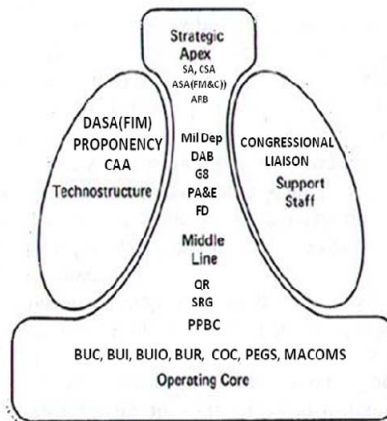 Strategic
Apex
SA, CSA
ASA(FM&C))
ARB
DASA(FIM)
PROPONENCY
CAA
Technostructure
Mil Dep
DAB
G8
PA&E
FD
Middle
Line
QR
SRG
PPBC
CONGRESSIONAL
LIAISON
Support
Staff
BUC, BUI, BUIO, BUR, COC, PEGS, MACOMS
Operating Core